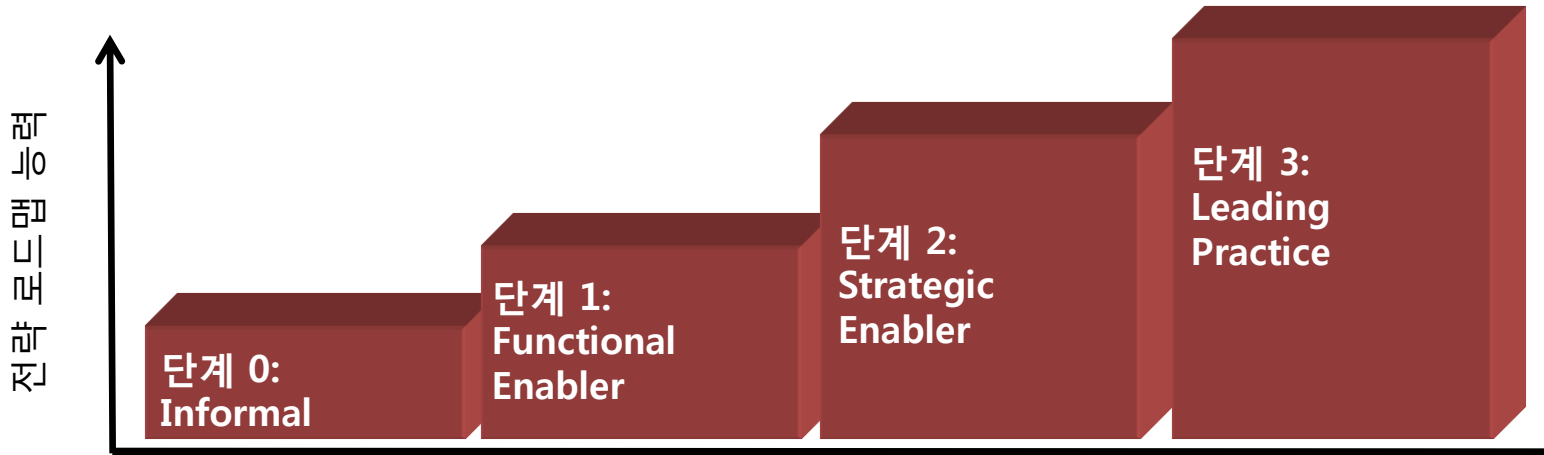 전략 로드맵 능력
단계 0:
Informal
단계 1:
Functional
Enabler
단계 2:
Strategic
Enabler
단계 3:
Leading
Practice